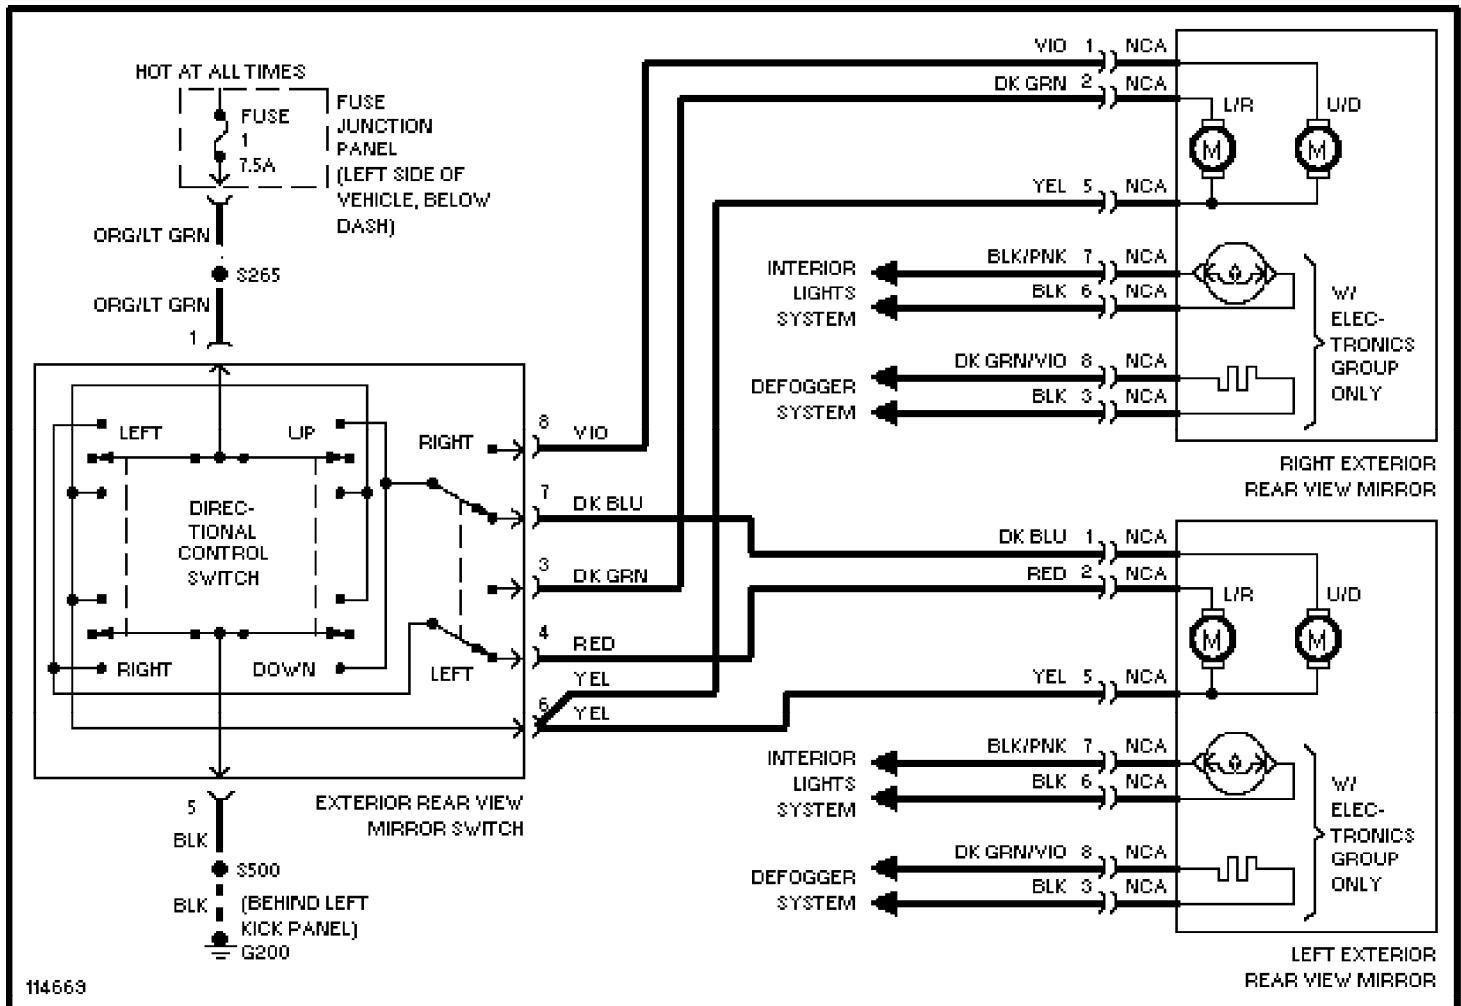 HOT AT ALL TIMES
FUSE
1
7.5A
FUSE
JUNCTION
PANEL
(LEFT SIDE OF
VEHICLE, BELOW
DASH)
ORG/LT GRN
S265
ORG/LT GRN
1
LEFT
UP
DIREC-
TIONAL
CONTROL
SWITCH
RIGHT
DOWN
RIGHT
LEFT
8
VIO
7
DK BLU
3
DK GRN
4
RED
YEL
6
YEL
EXTERIOR REAR VIEW
MIRROR SWITCH
5
BLK
S500
BLK
(BEHIND LEFT
KICK PANEL)
G200
114669
VIO 1 NCA
DK GRN 2 NCA
L/R
U/D
M
M
YEL 5 NCA
INTERIOR
LIGHTS
SYSTEM
BLK/PNK 7 NCA
BLK 6 NCA
DEFOGGER
SYSTEM
DK GRN/VIO 8 NCA
BLK 3 NCA
W/
ELEC-
TRONICS
GROUP
ONLY
RIGHT EXTERIOR
REAR VIEW MIRROR
DK BLU 1 NCA
RED 2 NCA
L/R
U/D
M
M
YEL 5 NCA
INTERIOR
LIGHTS
SYSTEM
BLK/PNK 7 NCA
BLK 6 NCA
DEFOGGER
SYSTEM
DK GRN/VIO 8 NCA
BLK 3 NCA
W/
ELEC-
TRONICS
GROUP
ONLY
LEFT EXTERIOR
REAR VIEW MIRROR